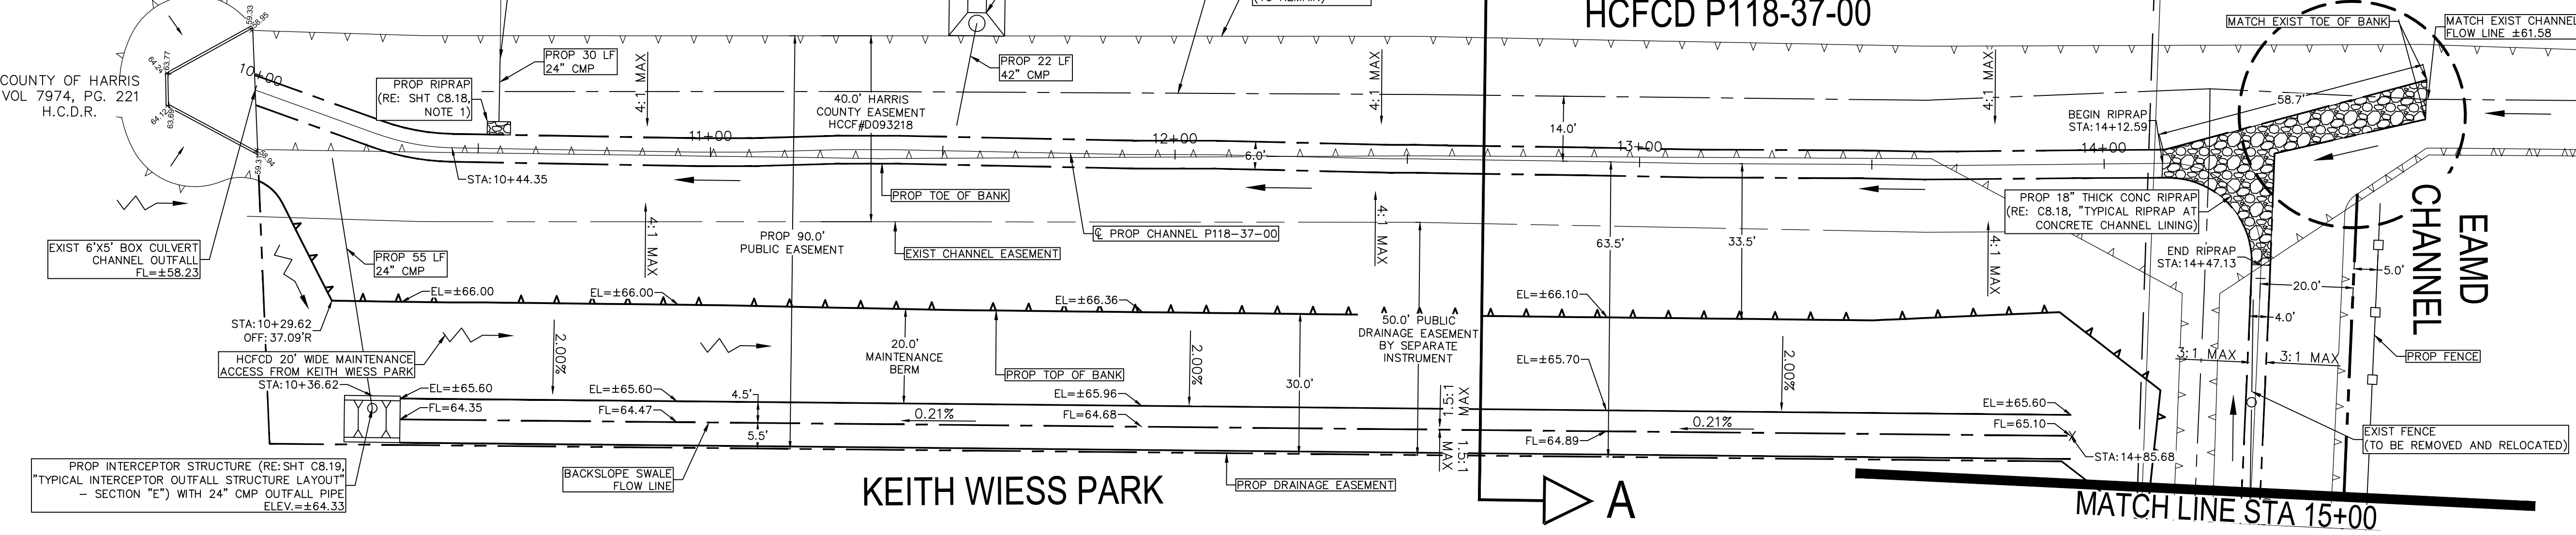 HCFCD P118-37-00
COUNTY OF HARRIS
VOL 7974, PG. 221
H.C.D.R.
59.33
58.95
64.24
63.77
64.12
63.69
58.94
59.31
10+00
PROP RIPRAP
(RE: SHT C8.18,
NOTE 1)
PROP 30 LF
24" CMP
4:1 MAX
40.0' HARRIS
COUNTY EASEMENT
HCCF#D093218
PROP 22 LF
42" CMP
4:1 MAX
14.0'
4:1 MAX
MATCH EXIST TOE OF BANK
MATCH EXIST CHANNEL
FLOW LINE ±61.58
58.7'
BEGIN RIPRAP
STA:14+12.59
11+00
12+00
6.0'
13+00
14+00
STA:10+44.35
PROP TOE OF BANK
EXIST 6'X5' BOX CULVERT
CHANNEL OUTFALL
FL=±58.23
PROP 55 LF
24" CMP
4:1 MAX
PROP 90.0'
PUBLIC EASEMENT
EXIST CHANNEL EASEMENT
℄ PROP CHANNEL P118-37-00
4:1 MAX
63.5'
33.5'
4:1 MAX
PROP 18" THICK CONC RIPRAP
(RE: C8.18, "TYPICAL RIPRAP AT
CONCRETE CHANNEL LINING)
END RIPRAP
STA:14+47.13
5.0'
20.0'
4.0'
EAMD
CHANNEL
EL=±66.00
EL=±66.00
EL=±66.36
EL=±66.10
STA:10+29.62
OFF:37.09'R
HCFCD 20' WIDE MAINTENANCE
ACCESS FROM KEITH WIESS PARK
2.00%
20.0'
MAINTENANCE
BERM
PROP TOP OF BANK
2.00%
30.0'
50.0' PUBLIC
DRAINAGE EASEMENT
BY SEPARATE
INSTRUMENT
EL=±65.70
2.00%
3:1 MAX
3:1 MAX
PROP FENCE
STA:10+36.62
EL=±65.60
EL=±65.60
4.5'
EL=±65.96
1.5:1
MAX
EL=±65.60
FL=64.35
FL=64.47
0.21%
FL=64.68
0.21%
FL=65.10
5.5'
FL=64.89
1.5:1
MAX
STA:14+85.68
EXIST FENCE
(TO BE REMOVED AND RELOCATED)
PROP INTERCEPTOR STRUCTURE (RE:SHT C8.19,
"TYPICAL INTERCEPTOR OUTFALL STRUCTURE LAYOUT"
– SECTION "E") WITH 24" CMP OUTFALL PIPE
ELEV.=±64.33
BACKSLOPE SWALE
FLOW LINE
KEITH WIESS PARK
PROP DRAINAGE EASEMENT
A
MATCH LINE STA 15+00